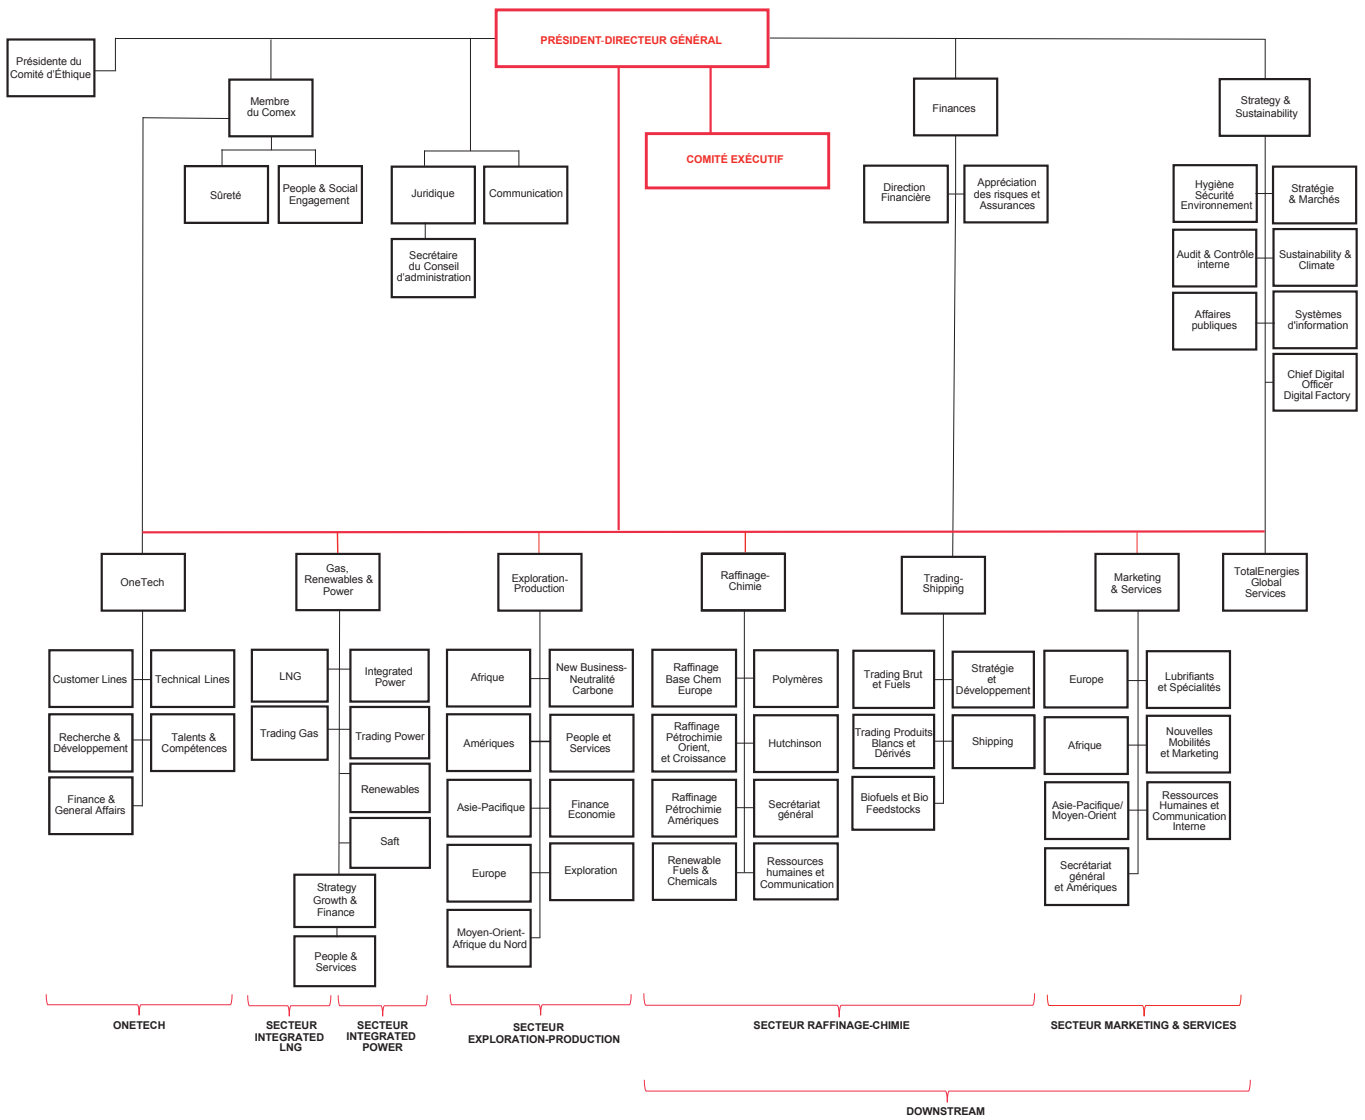 PRÉSIDENT-DIRECTEUR GÉNÉRAL
Présidente du
Comité d'Éthique
Membre
du Comex
Finances
Strategy &
Sustainability
COMITÉ EXÉCUTIF
Sûreté
People & Social
Engagement
Juridique
Communication
Secrétaire
du Conseil
d'administration
Direction
Financière
Appréciation
des risques et
Assurances
Hygiène
Sécurité
Environnement
Stratégie
& Marchés
Audit & Contrôle
interne
Sustainability &
Climate
Affaires
publiques
Systèmes
d'information
Chief Digital
Officer
Digital Factory
OneTech
Gas,
Renewables &
Power
Exploration-
Production
Raffinage-
Chimie
Trading-
Shipping
Marketing
& Services
TotalEnergies
Global
Services
Customer Lines
Technical Lines
Recherche &
Développement
Talents &
Compétences
Finance &
General Affairs
LNG
Integrated
Power
Trading Gas
Trading Power
Renewables
Saft
Strategy
Growth &
Finance
People &
Services
Afrique
New Business-
Neutralité
Carbone
Amériques
People et
Services
Asie-Pacifique
Finance
Economie
Europe
Exploration
Moyen-Orient-
Afrique du Nord
Raffinage
Base Chem
Europe
Polymères
Raffinage
Pétrochimie
Orient,
et Croissance
Hutchinson
Raffinage
Pétrochimie
Amériques
Secrétariat
général
Renewable
Fuels &
Chemicals
Ressources
humaines et
Communication
Trading Brut
et Fuels
Stratégie
et
Développement
Trading Produits
Blancs et
Dérivés
Shipping
Biofuels et Bio
Feedstocks
Europe
Lubrifiants
et Spécialités
Afrique
Nouvelles
Mobilités
et Marketing
Asie-Pacifique/
Moyen-Orient
Ressources
Humaines et
Communication
Interne
Secrétariat
général
et Amériques
ONETECH
SECTEUR
INTEGRATED
LNG
SECTEUR
INTEGRATED
POWER
SECTEUR
EXPLORATION-PRODUCTION
SECTEUR RAFFINAGE-CHIMIE
SECTEUR MARKETING & SERVICES
DOWNSTREAM